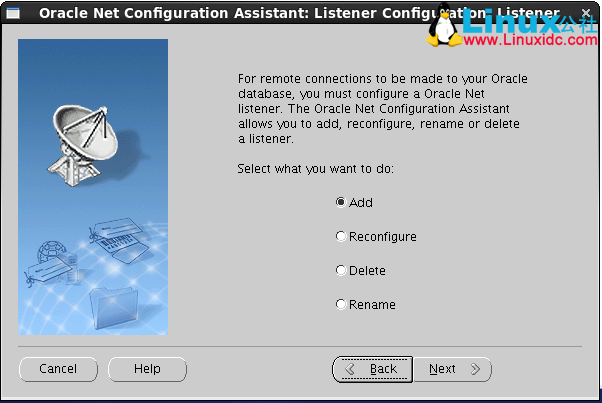 Oracle Net Configuration Assistant: Listener Configuration, Listener
Linux公社
www.Linuxidc.com
For remote connections to be made to your Oracle
database, you must configure a Oracle Net
listener. The Oracle Net Configuration Assistant
allows you to add, reconfigure, rename or delete
a listener.
Select what you want to do:
Add
Reconfigure
Delete
Rename
Cancel
Help
Back
Next